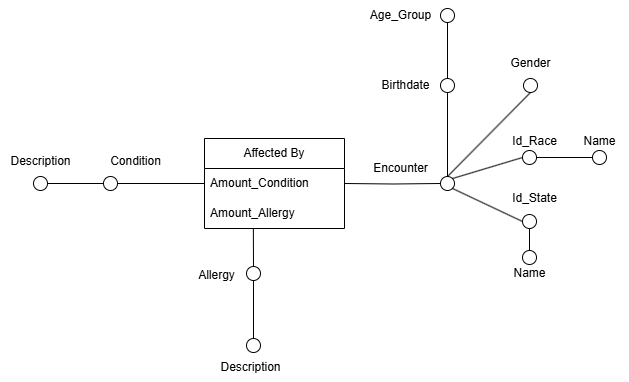 Age_Group
Gender
Birthdate
Id_Race
Name
Affected By
Description
Condition
Encounter
Amount_Condition
Id_State
Amount_Allergy
Allergy
Name
Description